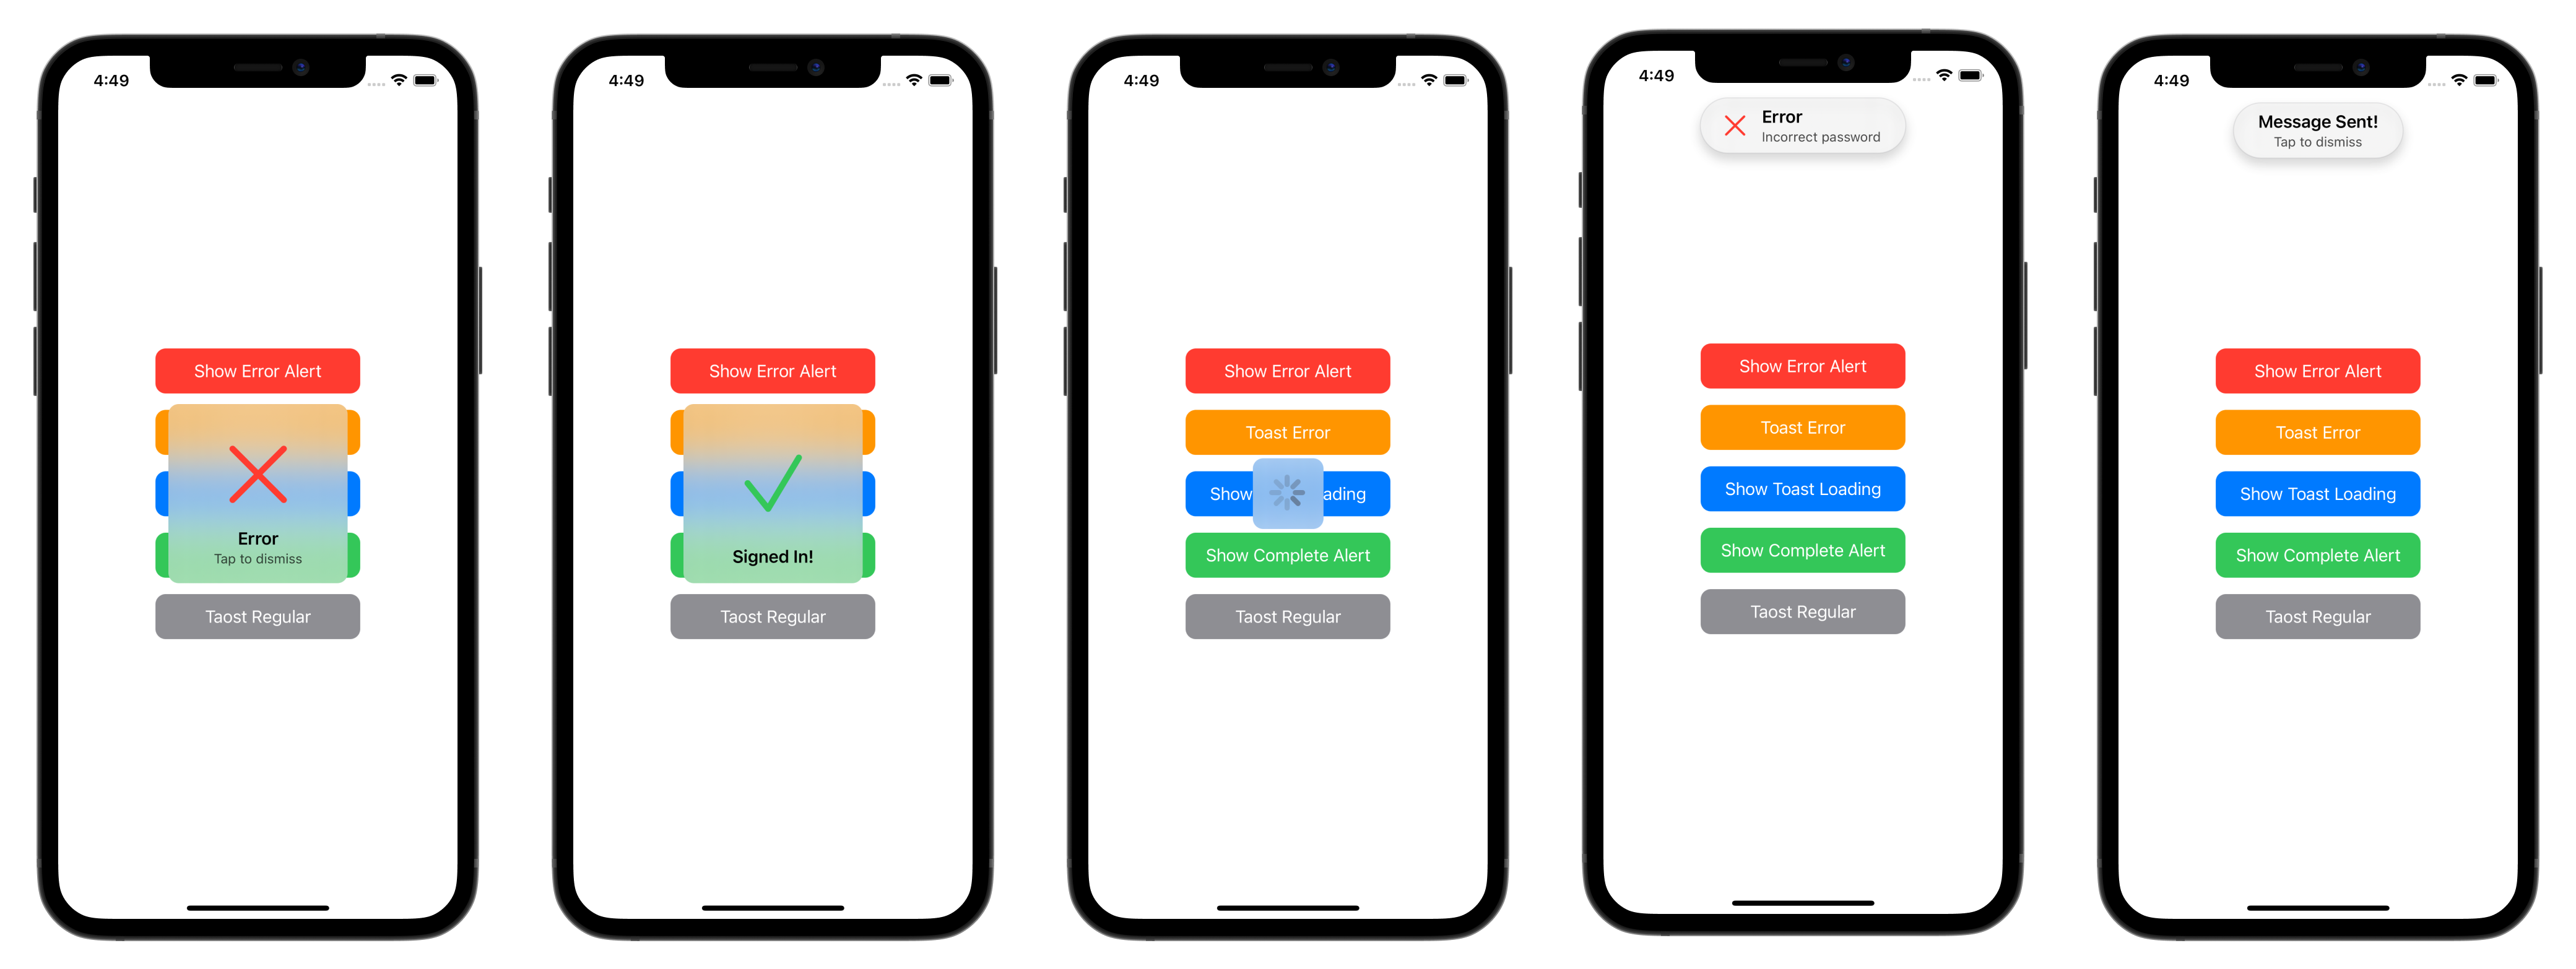 4:49
Show Error Alert
Error
Tap to dismiss
Taost Regular
4:49
Show Error Alert
Signed In!
Taost Regular
4:49
Show Error Alert
Toast Error
Show ading
Show Complete Alert
Taost Regular
4:49
Error
Incorrect password
Show Error Alert
Toast Error
Show Toast Loading
Show Complete Alert
Taost Regular
4:49
Message Sent!
Tap to dismiss
Show Error Alert
Toast Error
Show Toast Loading
Show Complete Alert
Taost Regular